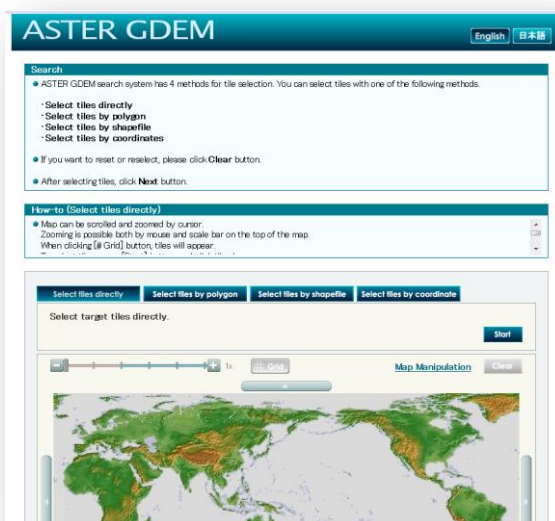 ASTER GDEM
English 日本語
Search
ASTER GDEM search system has 4 methods for tile selection. You can select tiles with one of the following methods.
・Select tiles directly
・Select tiles by polygon
・Select tiles by shapefile
・Select tiles by coordinates
If you want to reset or reselect, please click Clear button.
After selecting tiles, click Next button.
How-to (Select tiles directly)
Map can be scrolled and zoomed by cursor.
Zooming is possible both by mouse and scale bar on the top of the map.
When clicking [# Grid] button, tiles will appear.
Select tiles directly Select tiles by polygon Select tiles by shapefile Select tiles by coordinate
Select target tiles directly.
Start
1x # Grid Map Manipulation Clear